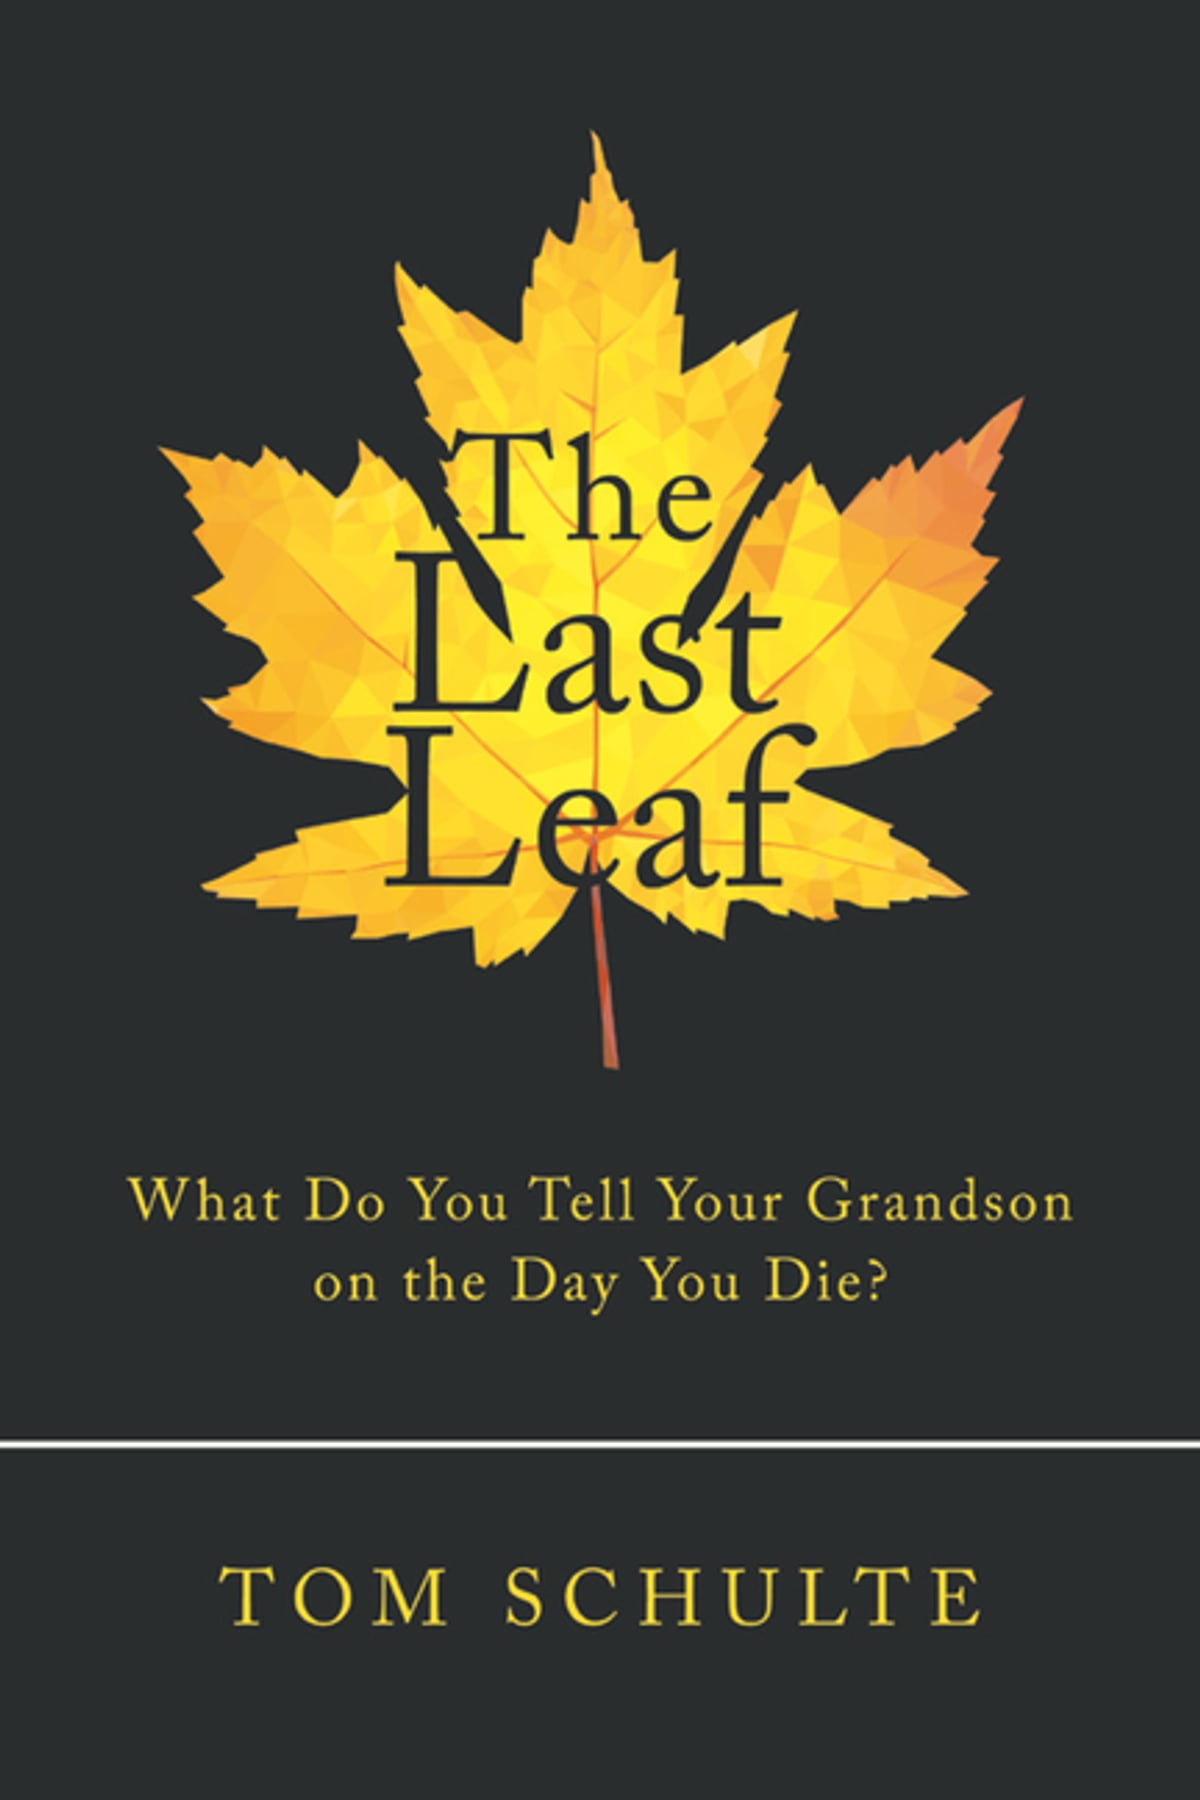 The
Last
Leaf
What Do You Tell Your Grandson
on the Day You Die?
TOM SCHULTE